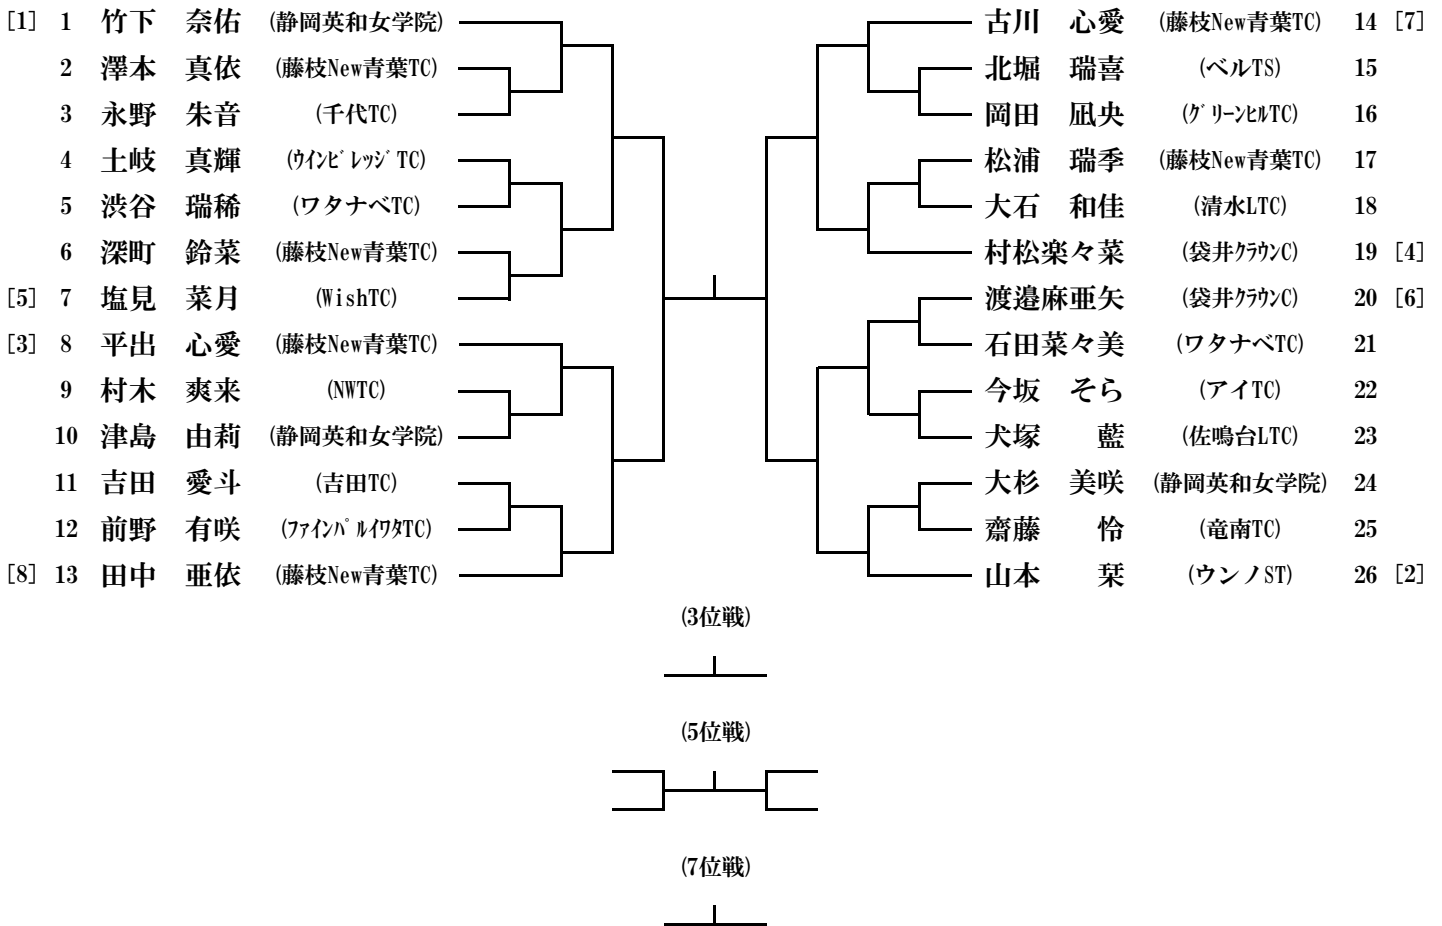 [1] 1 竹下 奈佑 (静岡英和女学院) 古川 心愛 (藤枝New青葉TC) 14 [7]
2 澤本 真依 (藤枝New青葉TC) 北堀 瑞喜 (ベルTS) 15
3 永野 朱音 (千代TC) 岡田 凪央 (グリーンヒルTC) 16
4 土岐 真輝 (ウインビレッジTC) 松浦 瑞季 (藤枝New青葉TC) 17
5 渋谷 瑞稀 (ワタナベTC) 大石 和佳 (清水LTC) 18
6 深町 鈴菜 (藤枝New青葉TC) 村松楽々菜 (袋井クラウンC) 19 [4]
[5] 7 塩見 菜月 (WishTC) 渡邉麻亜矢 (袋井クラウンC) 20 [6]
[3] 8 平出 心愛 (藤枝New青葉TC) 石田菜々美 (ワタナベTC) 21
9 村木 爽来 (NWTC) 今坂 そら (アイTC) 22
10 津島 由莉 (静岡英和女学院) 犬塚 藍 (佐鳴台LTC) 23
11 吉田 愛斗 (吉田TC) 大杉 美咲 (静岡英和女学院) 24
12 前野 有咲 (ファインパルイワタTC) 齋藤 怜 (竜南TC) 25
[8] 13 田中 亜依 (藤枝New青葉TC) 山本 栞 (ウンノST) 26 [2]
(3位戦)
(5位戦)
(7位戦)